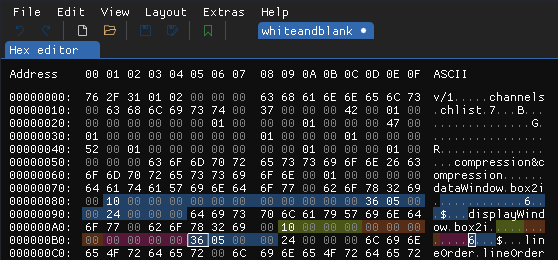 File Edit View Layout Extras Help
whiteandblank
Hex editor
Address 00 01 02 03 04 05 06 07 08 09 0A 0B 0C 0D 0E 0F ASCII
00000000: 76 2F 31 01 02 00 00 00 63 68 61 6E 6E 65 6C 73 v/1.....channels
00000010: 00 63 68 6C 69 73 74 00 37 00 00 00 42 00 01 00 .chlist.7...B...
00000020: 00 00 00 00 00 00 01 00 00 00 01 00 00 00 47 00 ..............G.
00000030: 01 00 00 00 00 00 00 00 01 00 00 00 01 00 00 00 ................
00000040: 52 00 01 00 00 00 00 00 00 00 01 00 00 00 01 00 R...............
00000050: 00 00 00 63 6F 6D 70 72 65 73 73 69 6F 6E 26 63 ...compression&c
00000060: 6F 6D 70 72 65 73 73 69 6F 6E 00 01 00 00 00 00 ompression......
00000070: 64 61 74 61 57 69 6E 64 6F 77 00 62 6F 78 32 69 dataWindow.box2i
00000080: 00 10 00 00 00 00 00 00 00 00 00 00 00 36 05 00 .............6..
00000090: 00 24 00 00 00 64 69 73 70 6C 61 79 57 69 6E 64 .$...displayWind
000000A0: 6F 77 00 62 6F 78 32 69 00 10 00 00 00 00 00 00 ow.box2i........
000000B0: 00 00 00 00 00 36 05 00 00 24 00 00 00 6C 69 6E .....6...$...lin
000000C0: 65 4F 72 64 65 72 00 6C 69 6E 65 4F 72 64 65 72 eOrder.lineOrder